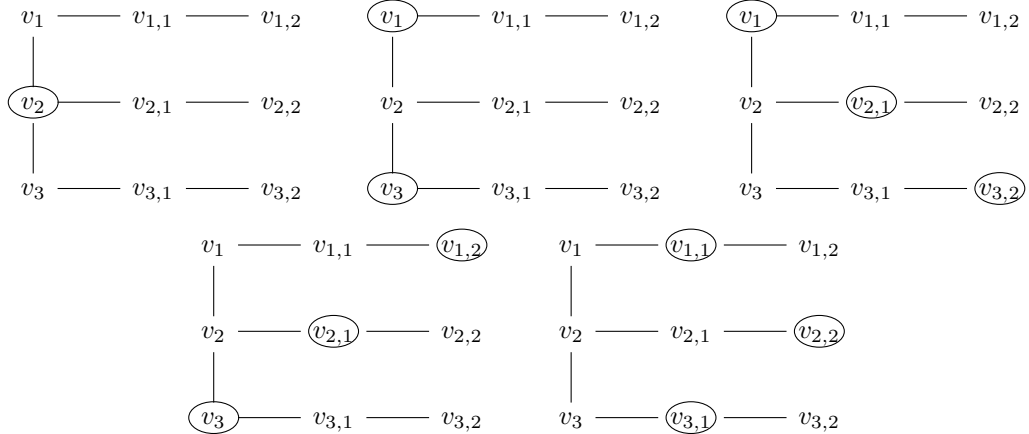 v₁ v₁,₁ v₁,₂ v₁ v₁,₁ v₁,₂ v₁ v₁,₁ v₁,₂
v₂ v₂,₁ v₂,₂ v₂ v₂,₁ v₂,₂ v₂ v₂,₁ v₂,₂
v₃ v₃,₁ v₃,₂ v₃ v₃,₁ v₃,₂ v₃ v₃,₁ v₃,₂
v₁ v₁,₁ v₁,₂ v₁ v₁,₁ v₁,₂
v₂ v₂,₁ v₂,₂ v₂ v₂,₁ v₂,₂
v₃ v₃,₁ v₃,₂ v₃ v₃,₁ v₃,₂